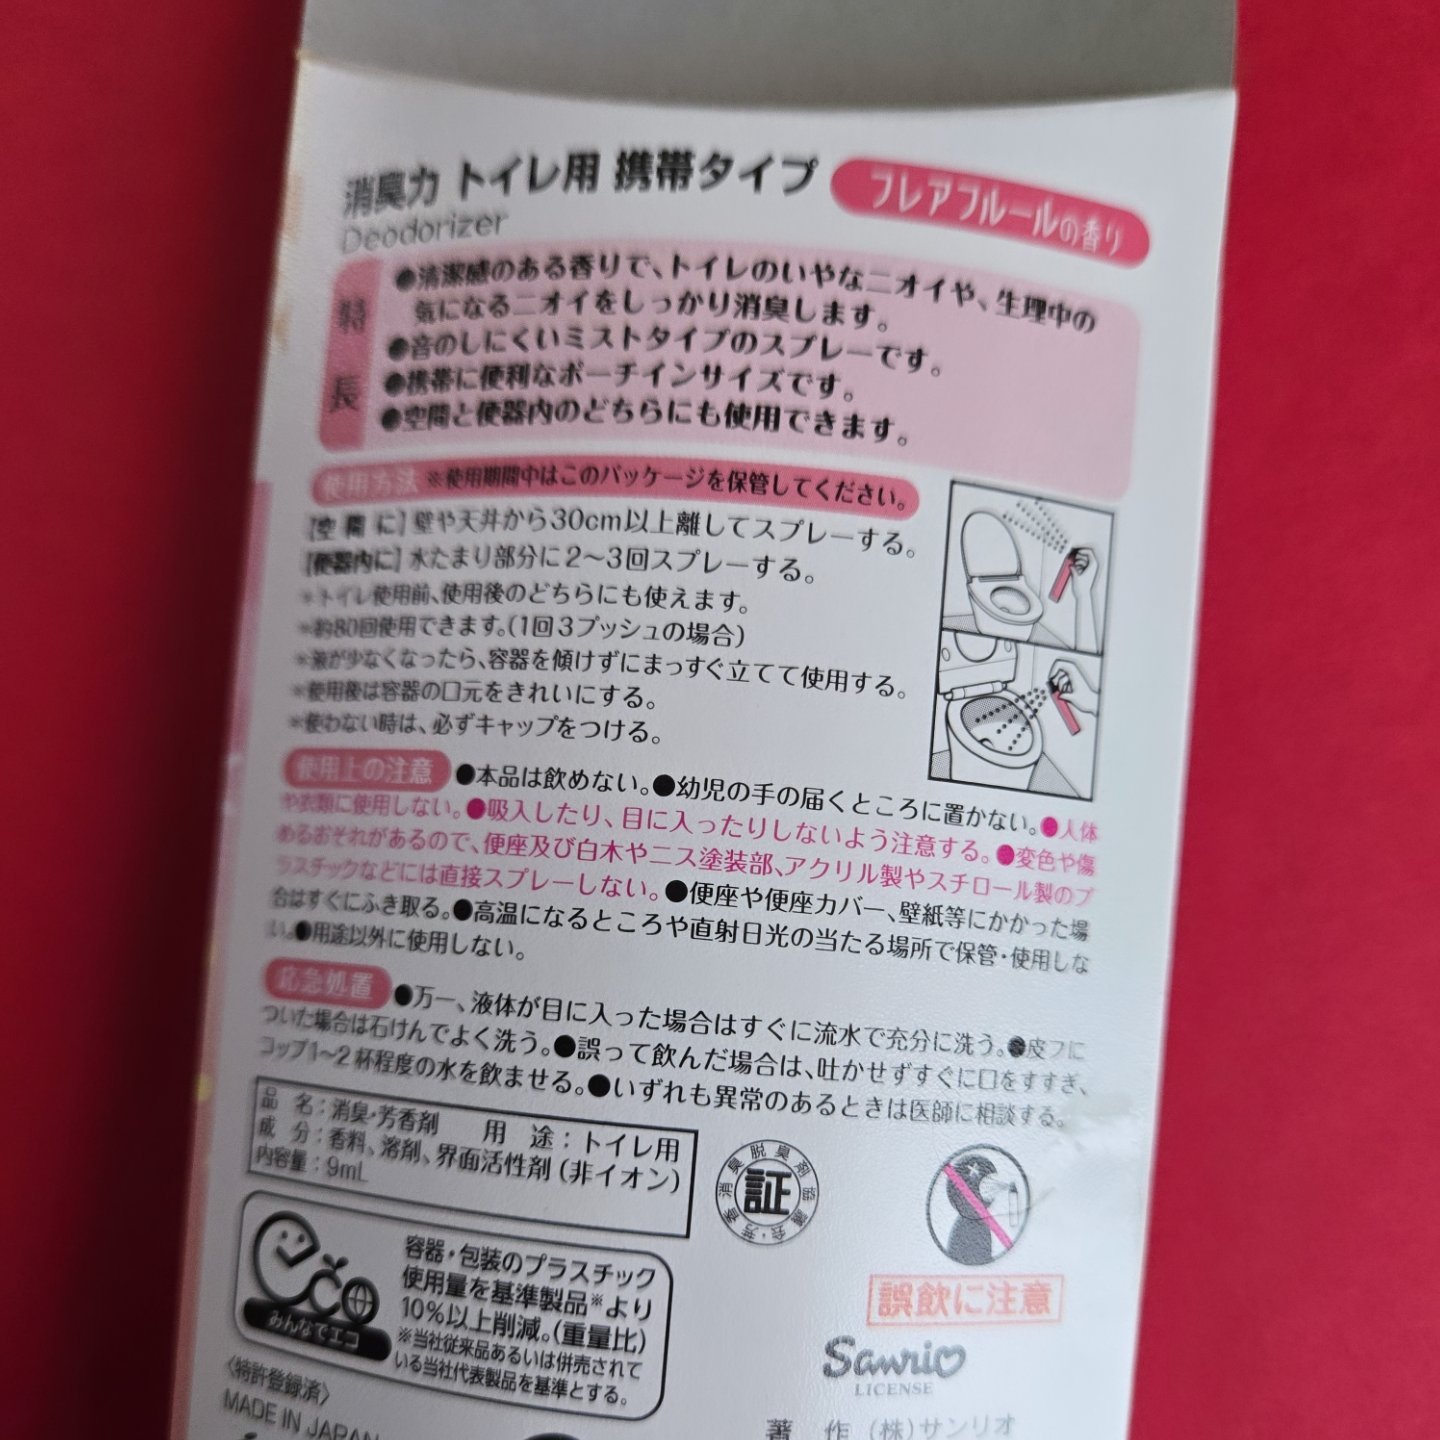 消臭力 トイレ用 携帯タイプ フレアフルールの香り
Deodorizer
特長
●清潔感のある香りで、トイレのいやなニオイや、生理中の
気になるニオイをしっかり消臭します。
●音のしにくいミストタイプのスプレーです。
●携帯に便利なポーチインサイズです。
●空間と便器内のどちらにも使用できます。
使用方法 ※使用期間中はこのパッケージを保管してください。
【空間に】壁や天井から30cm以上離してスプレーする。
【便器内に】水たまり部分に2〜3回スプレーする。
＊トイレ使用前、使用後のどちらにも使えます。
＊約80回使用できます。(1回3プッシュの場合)
＊液が少なくなったら、容器を傾けずにまっすぐ立てて使用する。
＊使用後は容器の口元をきれいにする。
＊使わない時は、必ずキャップをつける。
使用上の注意 ●本品は飲めない。●幼児の手の届くところに置かない。●人体
や衣類に使用しない。●吸入したり、目に入ったりしないよう注意する。●変色や傷
めるおそれがあるので、便座及び白木やニス塗装部、アクリル製やスチロール製のプ
ラスチックなどには直接スプレーしない。●便座や便座カバー、壁紙等にかかった場
合はすぐにふき取る。●高温になるところや直射日光の当たる場所で保管・使用しな
い。●用途以外に使用しない。
応急処置 ●万一、液体が目に入った場合はすぐに流水で充分に洗う。●皮フに
ついた場合は石けんでよく洗う。●誤って飲んだ場合は、吐かせずすぐに口をすすぎ、
コップ1〜2杯程度の水を飲ませる。●いずれも異常のあるときは医師に相談する。
品名：消臭・芳香剤 用途：トイレ用
成分：香料、溶剤、界面活性剤(非イオン)
内容量：9mL
芳香消臭脱臭剤協議会・
証
誤飲に注意
eco
みんなでエコ
容器・包装のプラスチック
使用量を基準製品※より
10%以上削減。(重量比)
※当社従来品あるいは併売されて
いる当社代表製品を基準とする。
Sanrio
LICENSE
〈特許登録済〉
MADE IN JAPAN
著作 (株)サンリオ